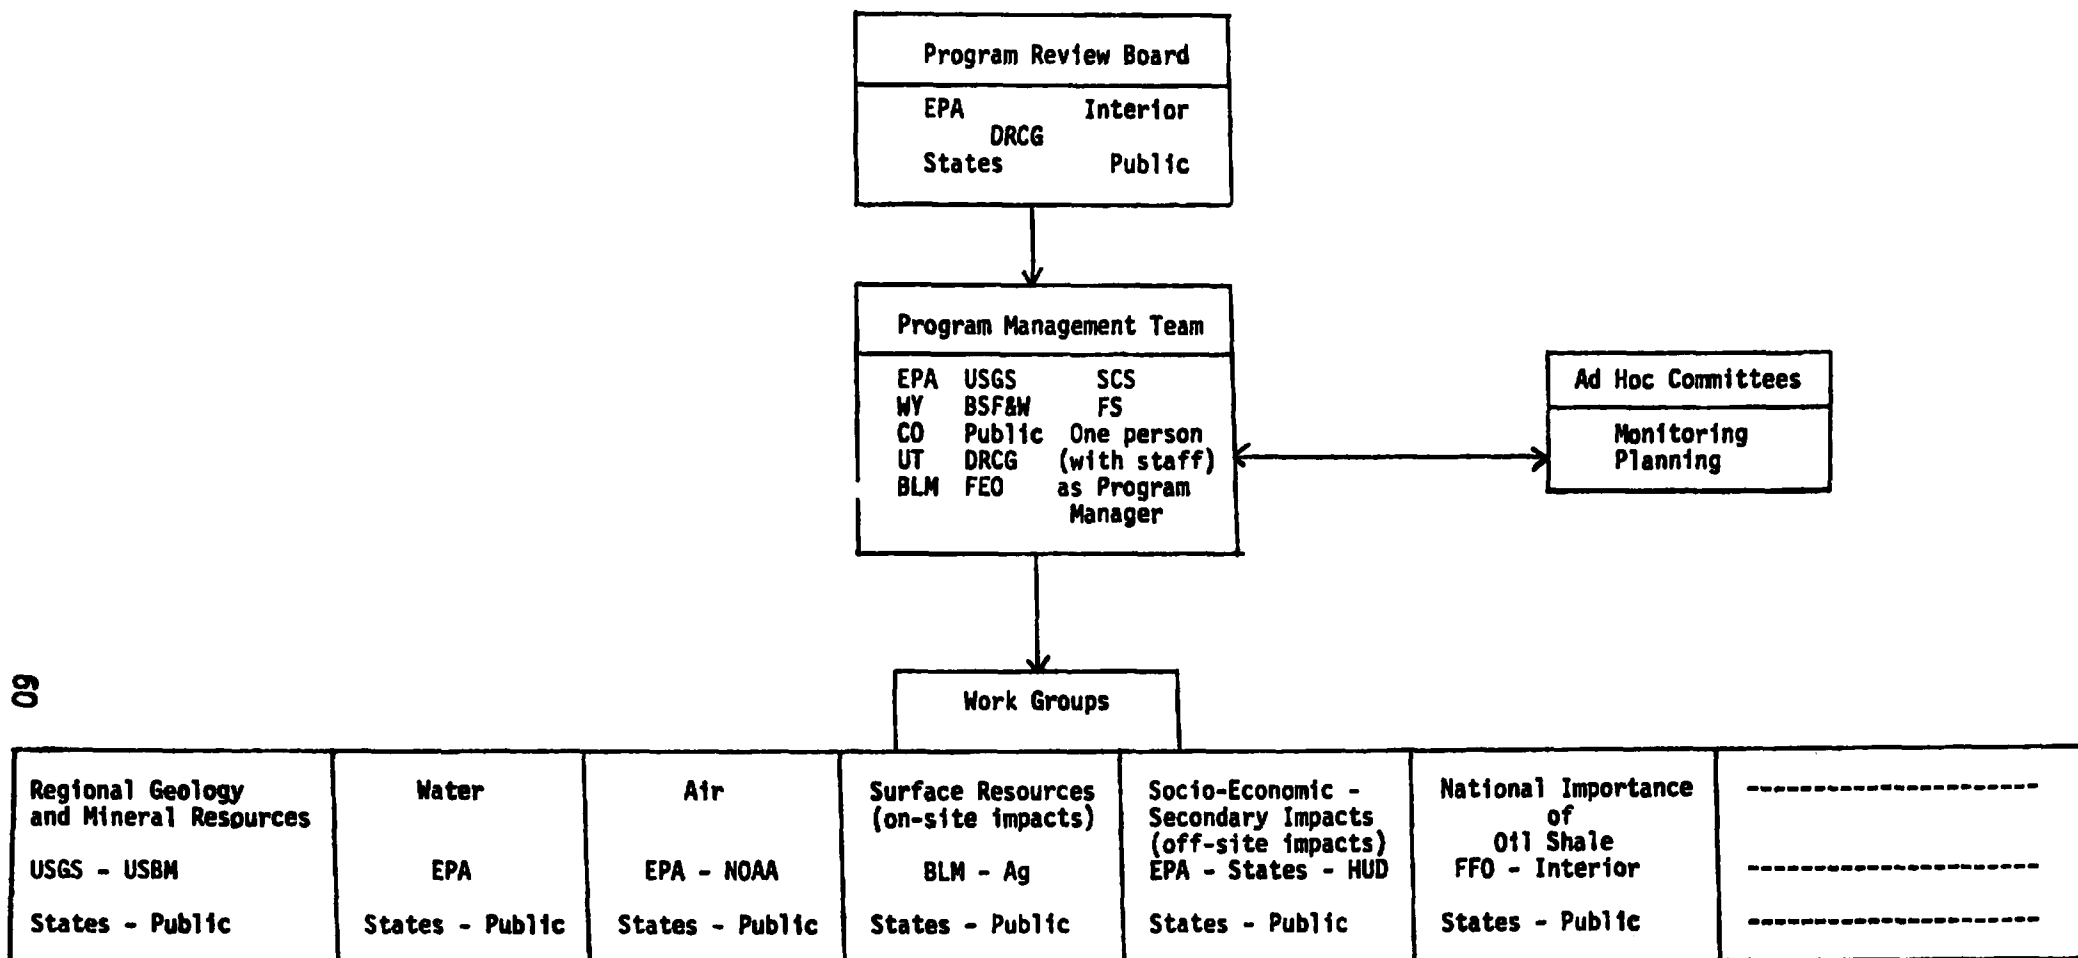 Program Review Board
EPA Interior
DRCG
States Public
Program Management Team
EPA USGS SCS
WY BSF&W FS
CO Public One person
UT DRCG (with staff)
BLM FEO as Program
Manager
Ad Hoc Committees
Monitoring
Planning
60
Work Groups
Regional Geology
and Mineral Resources
USGS - USBM
States - Public
Water
EPA
States - Public
Air
EPA - NOAA
States - Public
Surface Resources
(on-site impacts)
BLM - Ag
States - Public
Socio-Economic -
Secondary Impacts
(off-site impacts)
EPA - States - HUD
States - Public
National Importance
of
Oil Shale
FFO - Interior
States - Public
----------------------
----------------------
----------------------